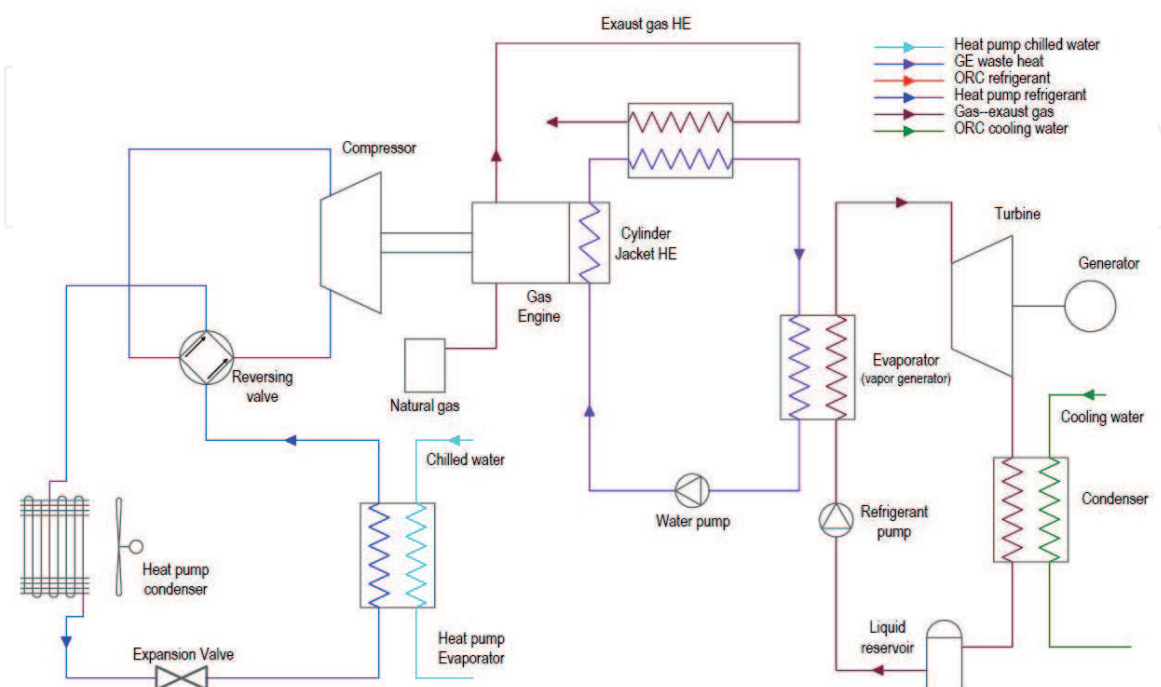 Exaust gas HE
Heat pump chilled water
GE waste heat
ORC refrigerant
Heat pump refrigerant
Gas--exaust gas
ORC cooling water
Compressor
Cylinder
Jacket HE
Turbine
Generator
Gas
Engine
Evaporator
(vapor generator)
Reversing
valve
Natural gas
Cooling water
Chilled water
Condenser
Water pump
Refrigerant
pump
Heat pump
condenser
Heat pump
Evaporator
Liquid
reservoir
Expansion Valve